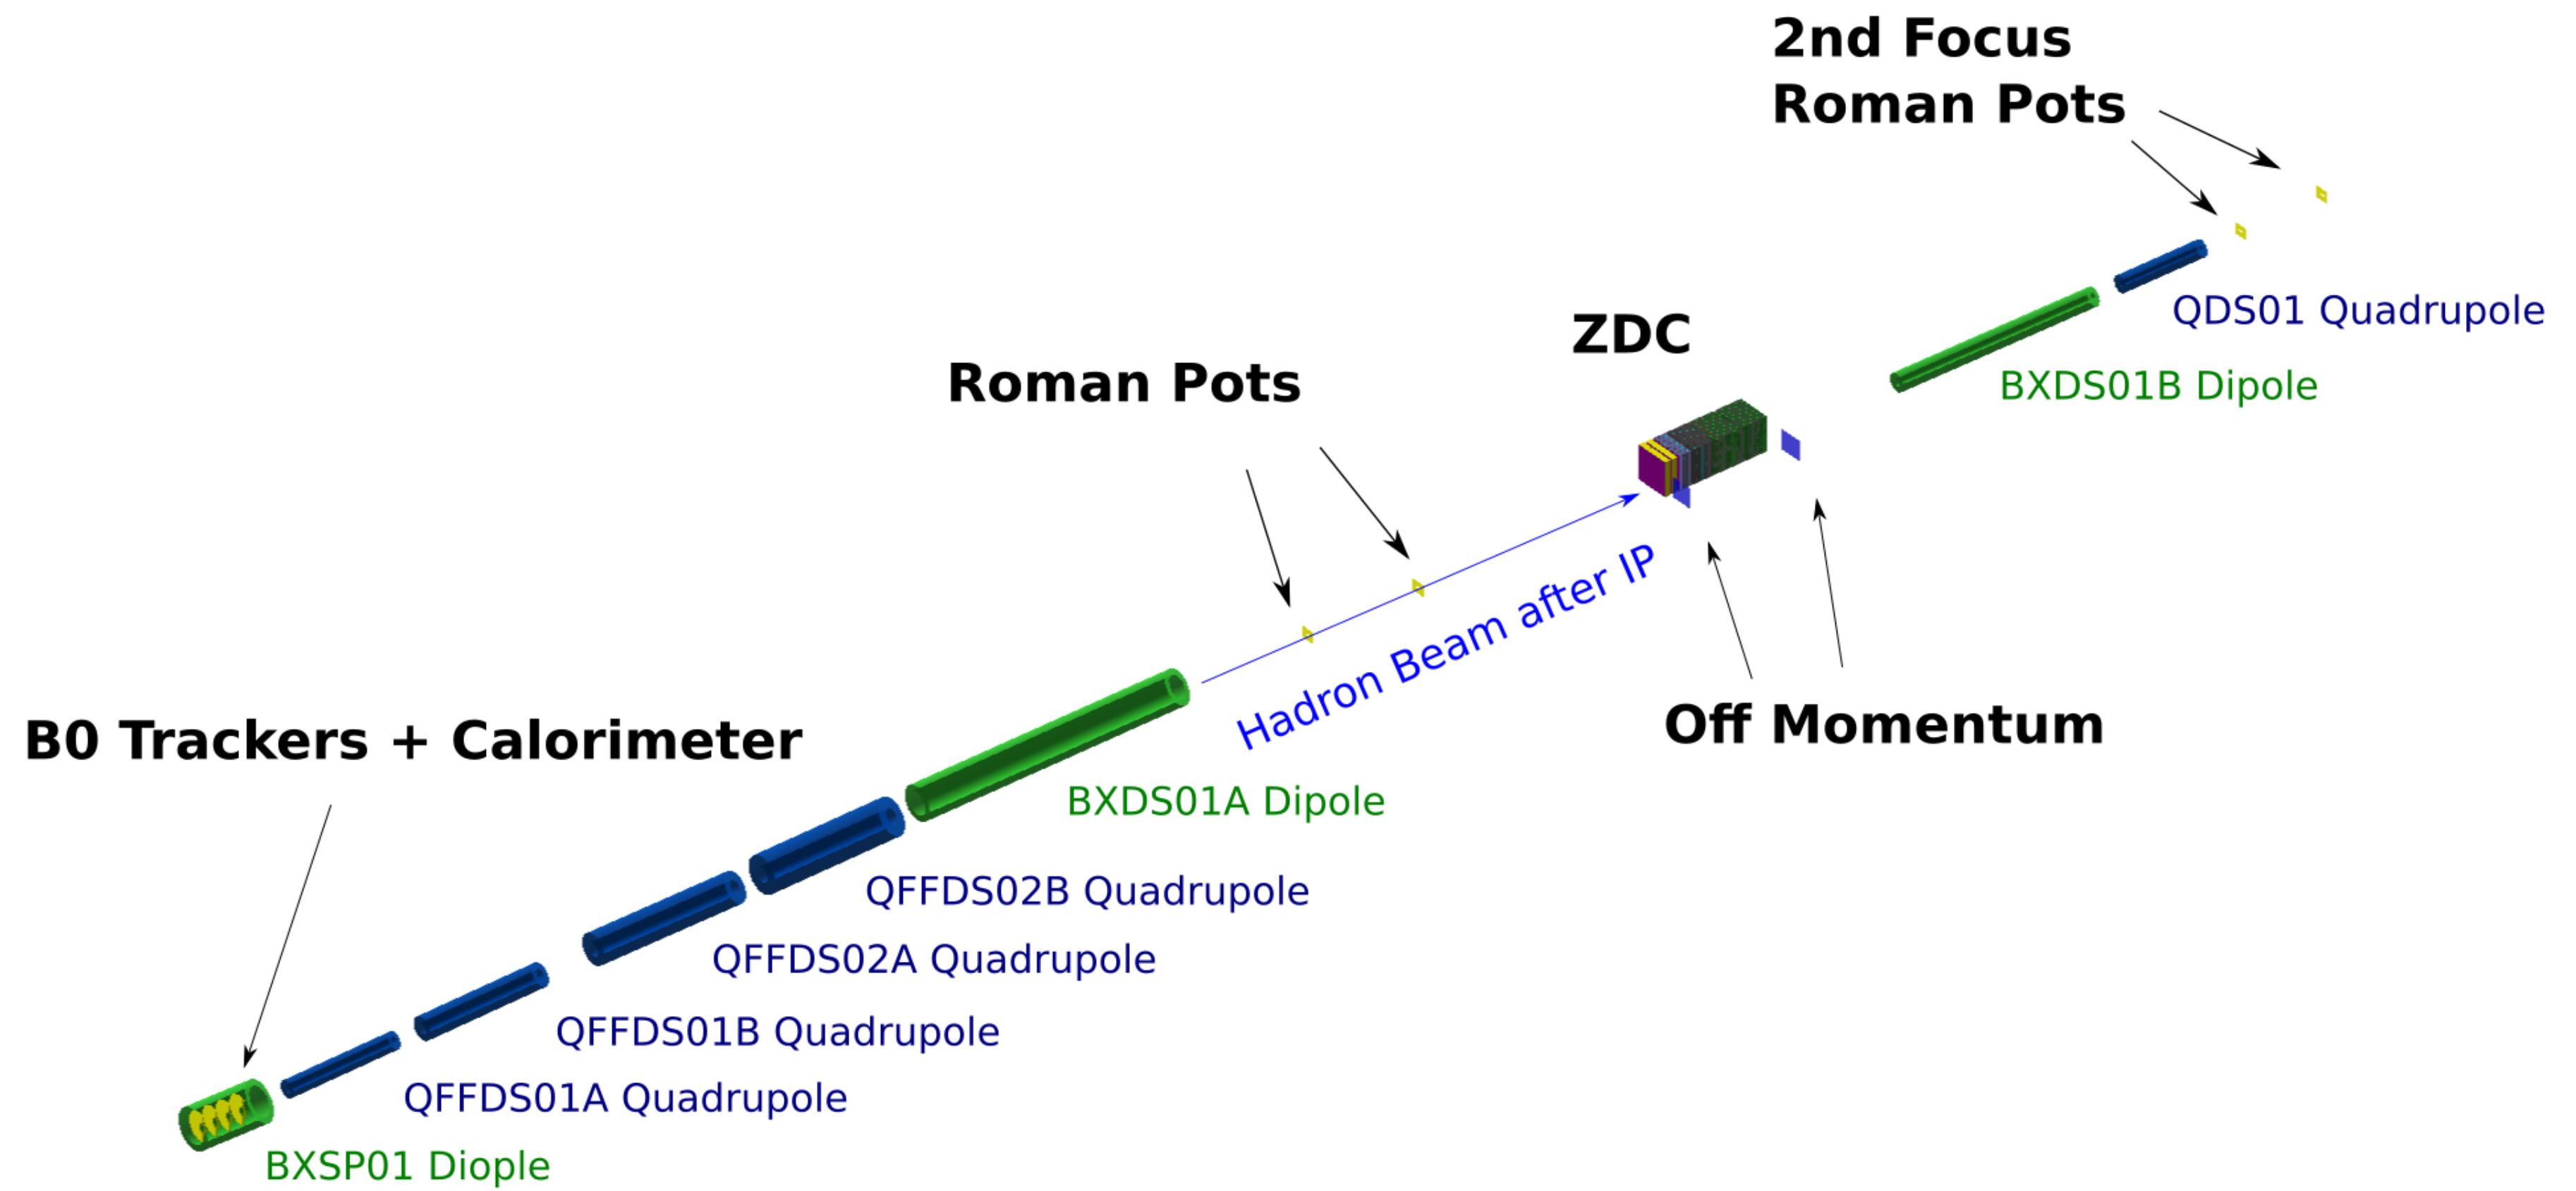 2nd Focus
Roman Pots
QDS01 Quadrupole
ZDC
BXDS01B Dipole
Roman Pots
Hadron Beam after IP
Off Momentum
B0 Trackers + Calorimeter
BXDS01A Dipole
QFFDS02B Quadrupole
QFFDS02A Quadrupole
QFFDS01B Quadrupole
QFFDS01A Quadrupole
BXSP01 Diople